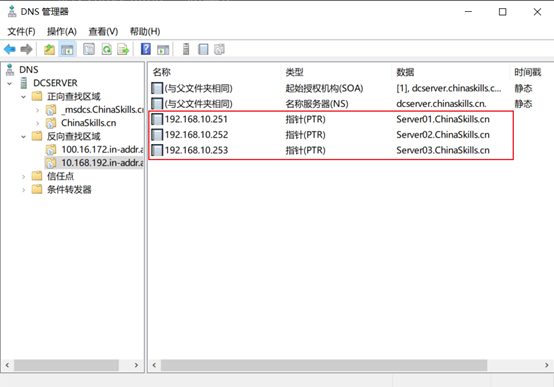 DNS 管理器
文件(F) 操作(A) 查看(V) 帮助(H)
DNS
DCSERVER
正向查找区域
_msdcs.ChinaSkills.cn
ChinaSkills.cn
反向查找区域
100.16.172.in-addr.a
10.168.192.in-addr.a
信任点
条件转发器
名称 类型 数据 时间戳
(与父文件夹相同) 起始授权机构(SOA) [1], dcserver.chinaskills.c... 静态
(与父文件夹相同) 名称服务器(NS) dcserver.chinaskills.cn. 静态
192.168.10.251 指针(PTR) Server01.ChinaSkills.cn
192.168.10.252 指针(PTR) Server02.ChinaSkills.cn
192.168.10.253 指针(PTR) Server03.ChinaSkills.cn